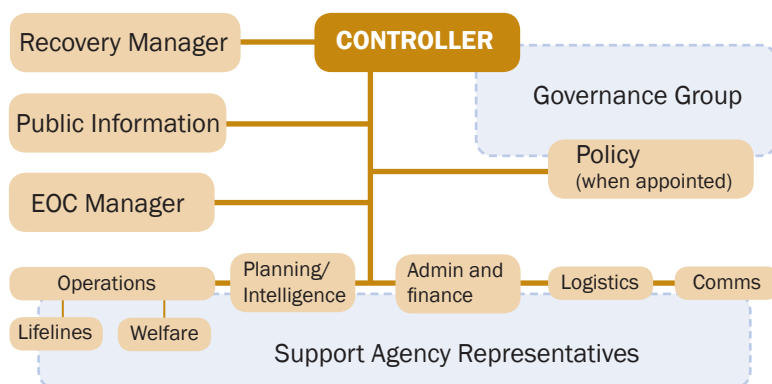 Recovery Manager
CONTROLLER
Governance Group
Public Information
Policy
(when appointed)
EOC Manager
Operations
Planning/
Intelligence
Admin and
finance
Logistics
Comms
Lifelines
Welfare
Support Agency Representatives